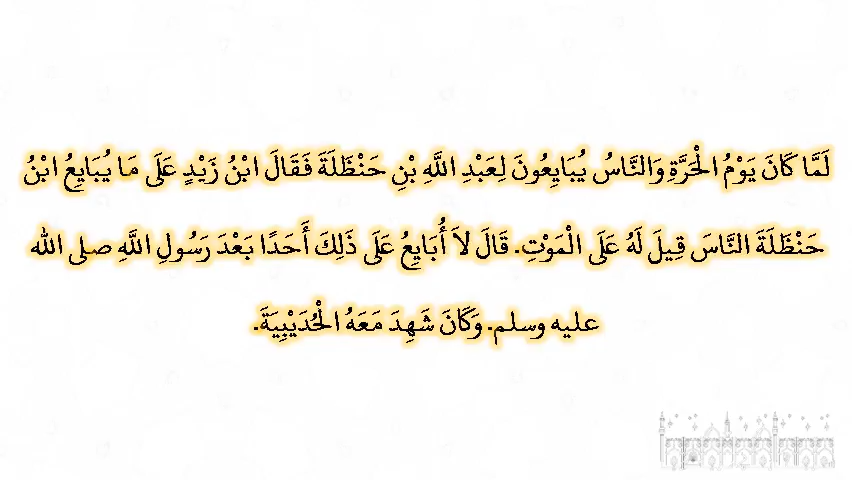 لَمَّا كَانَ يَوْمُ الْحَرَّةِ وَالنَّاسُ يُبَايِعُونَ لِعَبْدِ اللَّهِ بْنِ حَنْظَلَةَ فَقَالَ ابْنُ زَيْدٍ عَلَى مَا يُبَايِعُ ابْنُ
حَنْظَلَةَ النَّاسَ قِيلَ لَهُ عَلَى الْمَوْتِ. قَالَ لاَ أُبَايِعُ عَلَى ذَلِكَ أَحَدًا بَعْدَ رَسُولِ اللَّهِ صلى الله
عليه وسلم. وَكَانَ شَهِدَ مَعَهُ الْحُدَيْبِيَةَ.